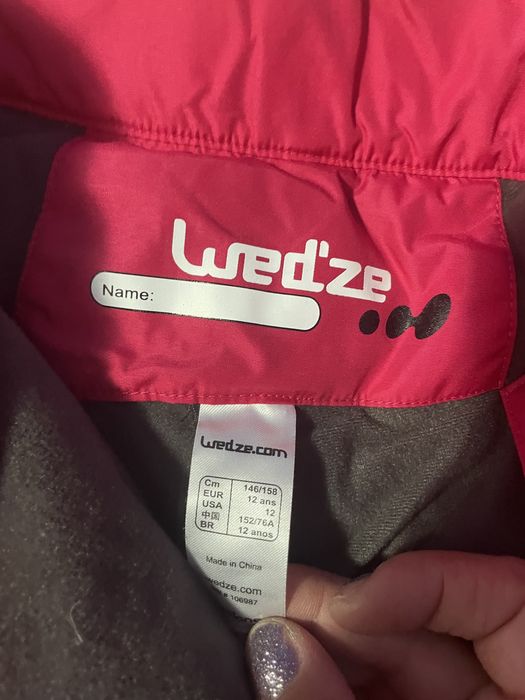 Wed'ze
Name:
wedze.com
Cm 146/158
EUR 12 ans
USA 12
中国 152/76A
BR 12 anos
Made in China
wedze.com
# 106987